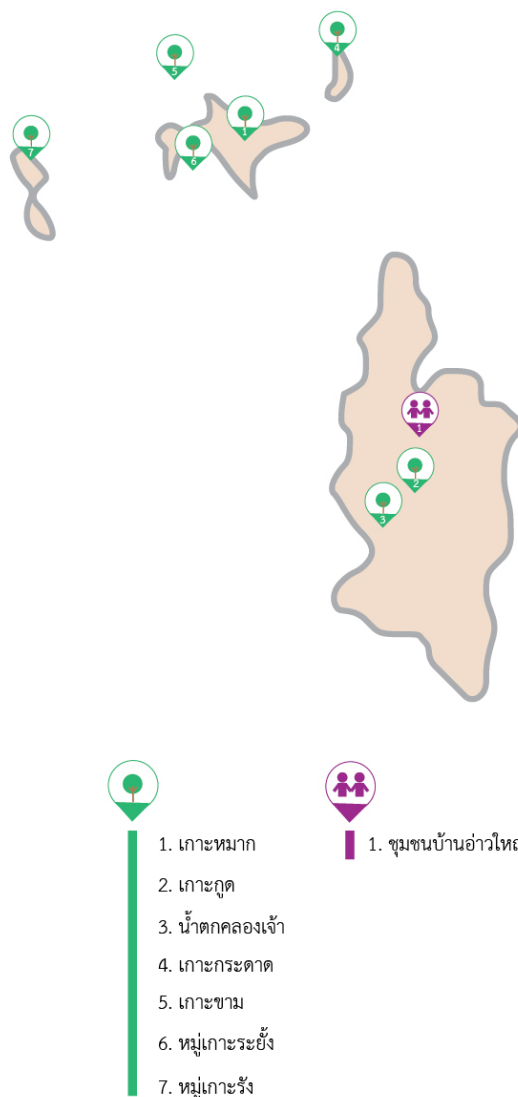 4
5
1
6
7
1
2
3
1. เกาะหมาก
2. เกาะกูด
3. น้ำตกคลองเจ้า
4. เกาะกระดาด
5. เกาะขาม
6. หมู่เกาะระยั้ง
7. หมู่เกาะรัง
1. ชุมชนบ้านอ่าวใหญ่